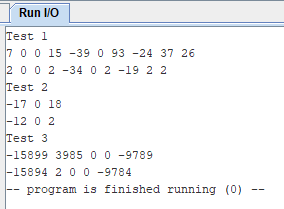 Run I/O
Test 1
7 0 0 15 -39 0 93 -24 37 26
2 0 0 2 -34 0 2 -19 2 2
Test 2
-17 0 18
-12 0 2
Test 3
-15899 3985 0 0 -9789
-15894 2 0 0 -9784
-- program is finished running (0) --